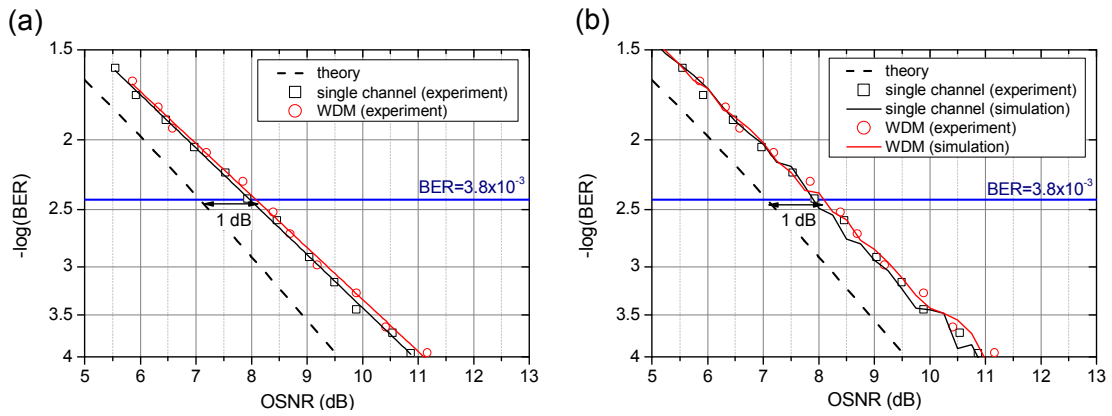 (a)
-log(BER)
1.5
2
2.5
3
3.5
4
theory
single channel (experiment)
WDM (experiment)
BER=3.8x10⁻³
1 dB
5 6 7 8 9 10 11 12 13
OSNR (dB)
(b)
-log(BER)
1.5
2
2.5
3
3.5
4
theory
single channel (experiment)
single channel (simulation)
WDM (experiment)
WDM (simulation)
BER=3.8x10⁻³
1 dB
5 6 7 8 9 10 11 12 13
OSNR (dB)